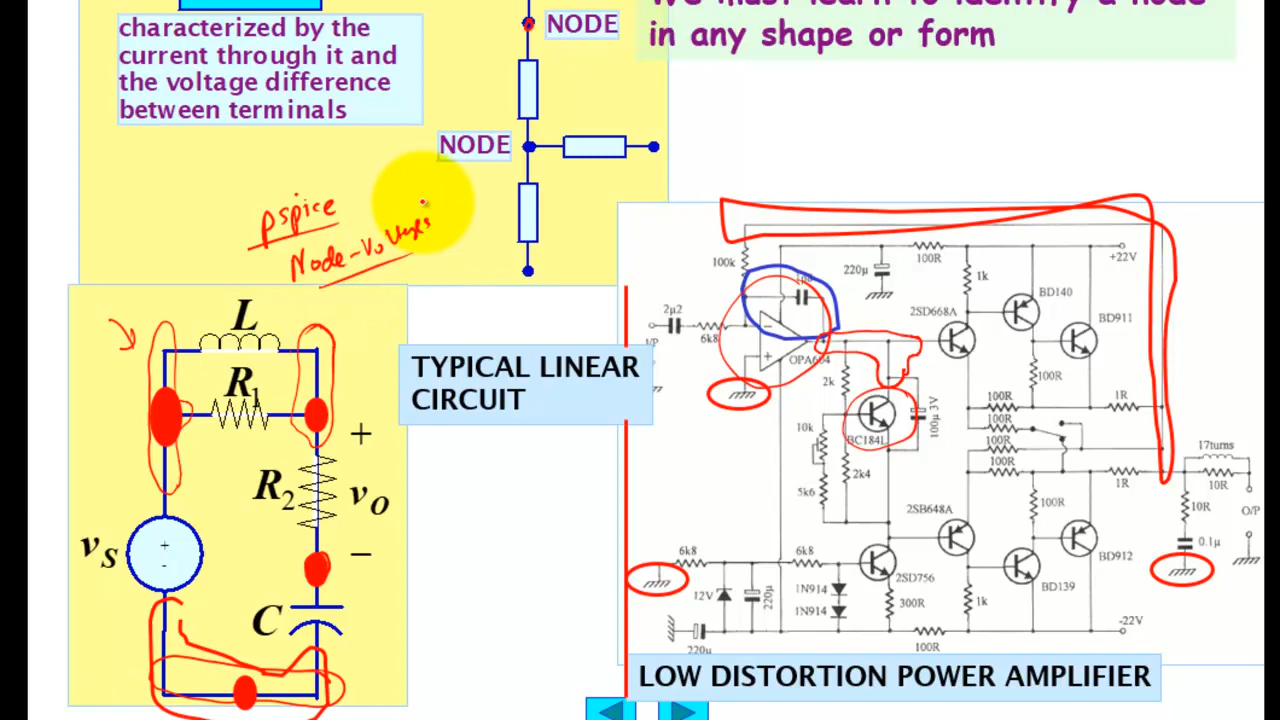 We must learn to identify a node
in any shape or form
NODE
characterized by the
current through it and
the voltage difference
between terminals
NODE
pspice
Node-Voltages
L
R1
+
R2
vO
−
vS
+
-
C
TYPICAL LINEAR
CIRCUIT
100k
220µ
100R
+22V
1k
BD140
2µ2
2SD668A
BD911
6k8
−
+
OPA604
2k
100R
10k
BC184L
100µ 3V
100R
1R
100R
100R
100R
17turns
2k4
5k6
1R
10R
100R
10R
O/P
2SB648A
0.1µ
6k8
6k8
BD912
12V
220µ
1N914
1N914
2SD756
300R
1k
BD139
220µ
100R
-22V
LOW DISTORTION POWER AMPLIFIER